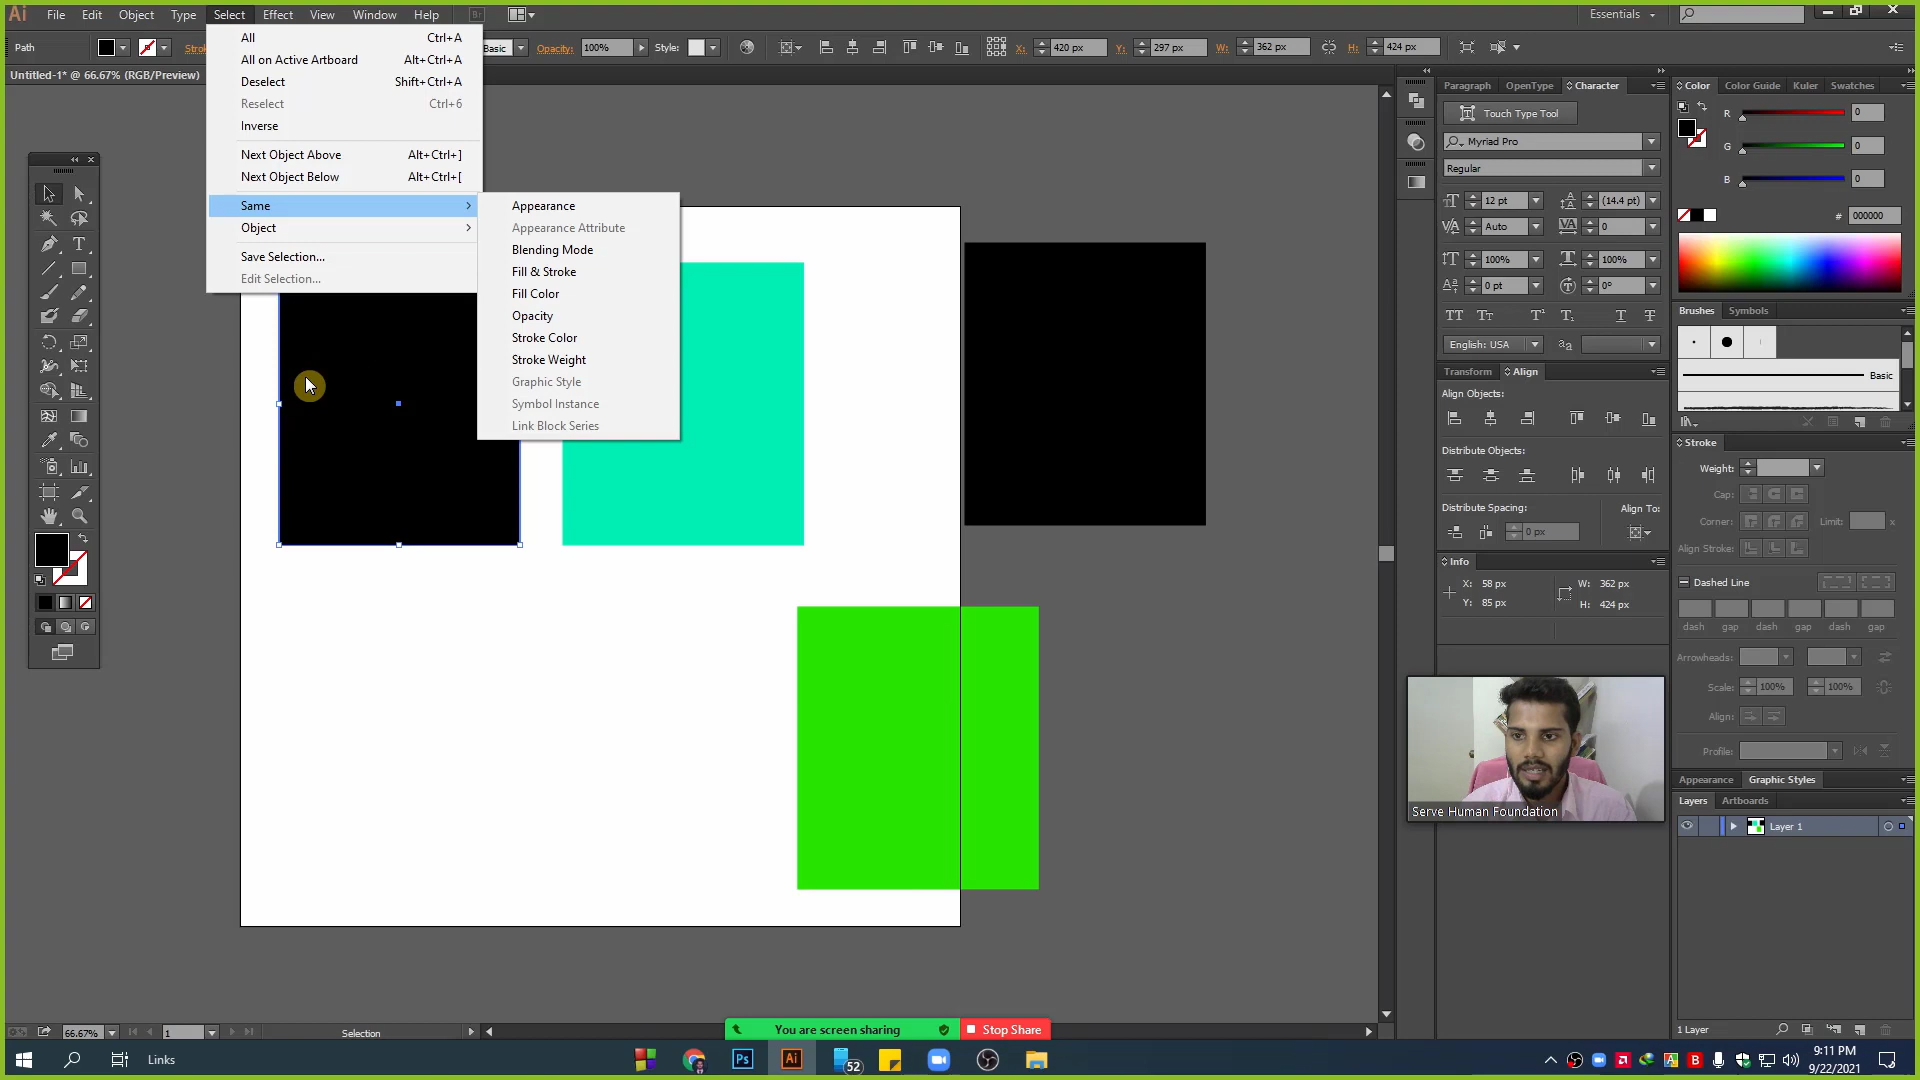 Ai File Edit Object Type Select Effect View Window Help Br Essentials
Path Stroke Basic Opacity: 100% Style: X: 420 px Y: 297 px W: 362 px H: 424 px
Untitled-1* @ 66.67% (RGB/Preview)
All Ctrl+A
All on Active Artboard Alt+Ctrl+A
Deselect Shift+Ctrl+A
Reselect Ctrl+6
Inverse
Next Object Above Alt+Ctrl+]
Next Object Below Alt+Ctrl+[
Same
Object
Save Selection...
Edit Selection...
Appearance
Appearance Attribute
Blending Mode
Fill & Stroke
Fill Color
Opacity
Stroke Color
Stroke Weight
Graphic Style
Symbol Instance
Link Block Series
Paragraph OpenType Character
Touch Type Tool
Myriad Pro
Regular
12 pt (14.4 pt)
Auto 0
100% 100%
0 pt 0°
English: USA
Transform Align
Align Objects:
Distribute Objects:
Distribute Spacing: Align To:
0 px
Info
X: 58 px W: 362 px
Y: 85 px H: 424 px
Serve Human Foundation
Color Color Guide Kuler Swatches
R 0
G 0
B 0
# 000000
Brushes Symbols
Basic
Stroke
Weight:
Cap:
Corner: Limit: x
Align Stroke:
Dashed Line
dash gap dash gap dash gap
Arrowheads:
Scale: 100% 100%
Align:
Profile:
Appearance Graphic Styles
Layers Artboards
Layer 1
1 Layer
66.67% 1 Selection
You are screen sharing Stop Share
Links Ps Ai 52 9:11 PM
9/22/2021